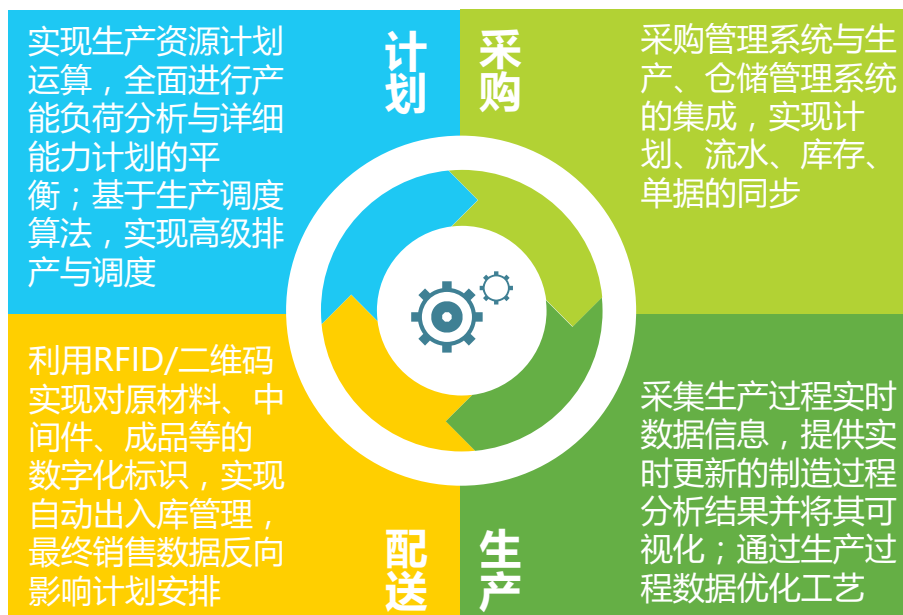 实现生产资源计划
运算，全面进行产
能负荷分析与详细
能力计划的平
衡；基于生产调度
算法，实现高级排
产与调度
计划
采购
采购管理系统与生
产、仓储管理系统
的集成，实现计
划、流水、库存、
单据的同步
利用RFID/二维码
实现对原材料、中
间件、成品等的
数字化标识，实现
自动出入库管理，
最终销售数据反向
影响计划安排
配送
生产
采集生产过程实时
数据信息，提供实
时更新的制造过程
分析结果并将其可
视化；通过生产过
程数据优化工艺